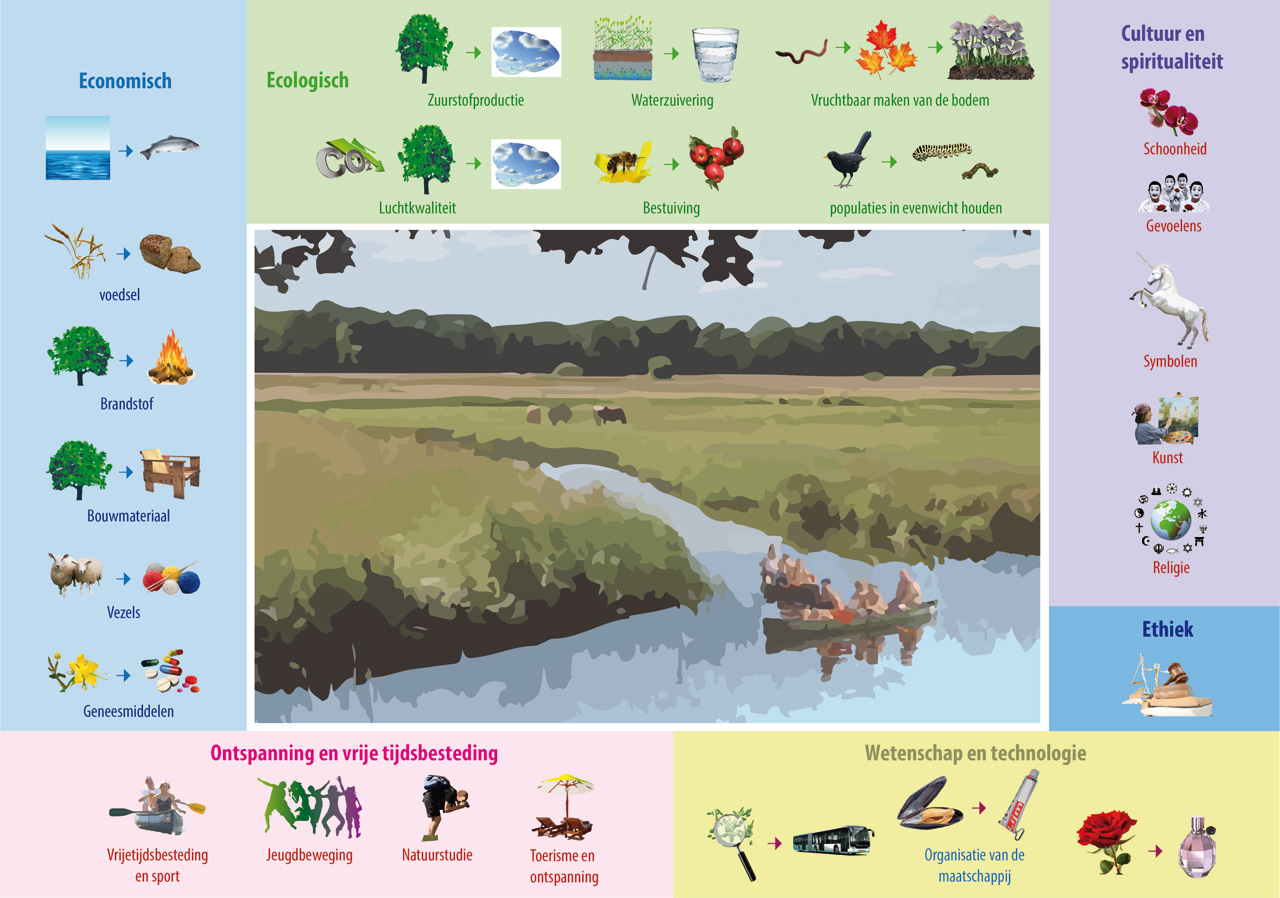 Economisch
voedsel
Brandstof
Bouwmateriaal
Vezels
Geneesmiddelen
Ecologisch
Zuurstofproductie
Waterzuivering
Vruchtbaar maken van de bodem
CO₂
Luchtkwaliteit
Bestuiving
populaties in evenwicht houden
Cultuur en
spiritualiteit
Schoonheid
Gevoelens
Symbolen
Kunst
Religie
Ethiek
Ontspanning en vrije tijdsbesteding
Vrijetijdsbesteding
en sport
Jeugdbeweging
Natuurstudie
Toerisme en
ontspanning
Wetenschap en technologie
Organisatie van de
maatschappij